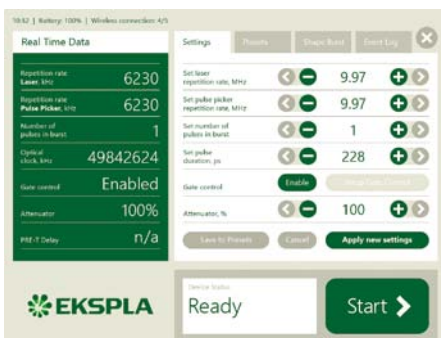 10:32 | Battery: 100% | Wireless connection: 4/5
Real Time Data
Settings
Presets
Shape Burst
Event Log
Repetition rate
Laser, kHz
6230
Repetition rate
Pulse Picker, kHz
6230
Number of
pulses in burst
1
Optical
clock, kHz
49842624
Gate control
Enabled
Attenuator
100%
PRE-T Delay
n/a
Set laser
repetition rate, MHz
9.97
Set pulse picker
repetition rate, MHz
9.97
Set number of
pulses in burst
1
Set pulse
duration, ps
228
Gate control
Enable
Attenuator, %
100
Save to Presets
Cancel
Apply new settings
EKSPLA
Device Status
Ready
Start